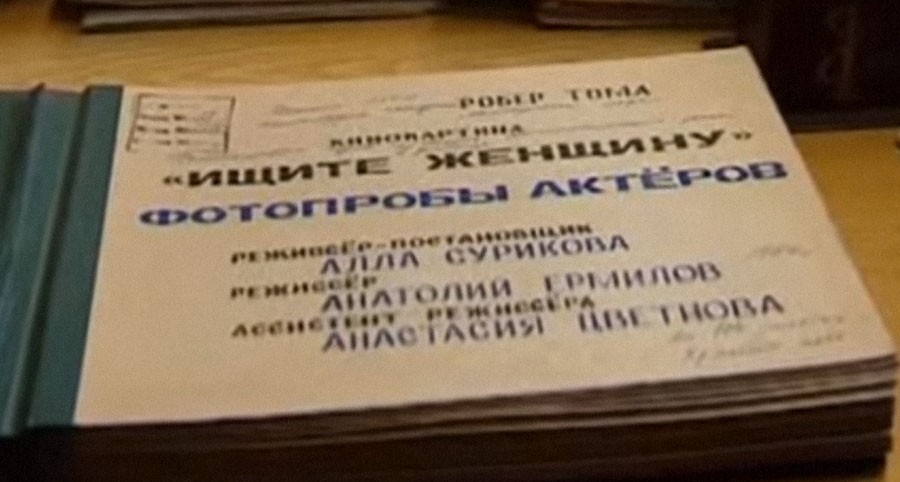 РОБЕР ТОМА
КИНОКАРТИНА
«ИЩИТЕ ЖЕНЩИНУ»
ФОТОПРОБЫ АКТЁРОВ
РЕЖИССЁР-ПОСТАНОВЩИК
АЛЛА СУРИКОВА
РЕЖИССЁР
АНАТОЛИЙ ЕРМИЛОВ
АССИСТЕНТ РЕЖИССЁРА
АНАСТАСИЯ ЦВЕТНОВА